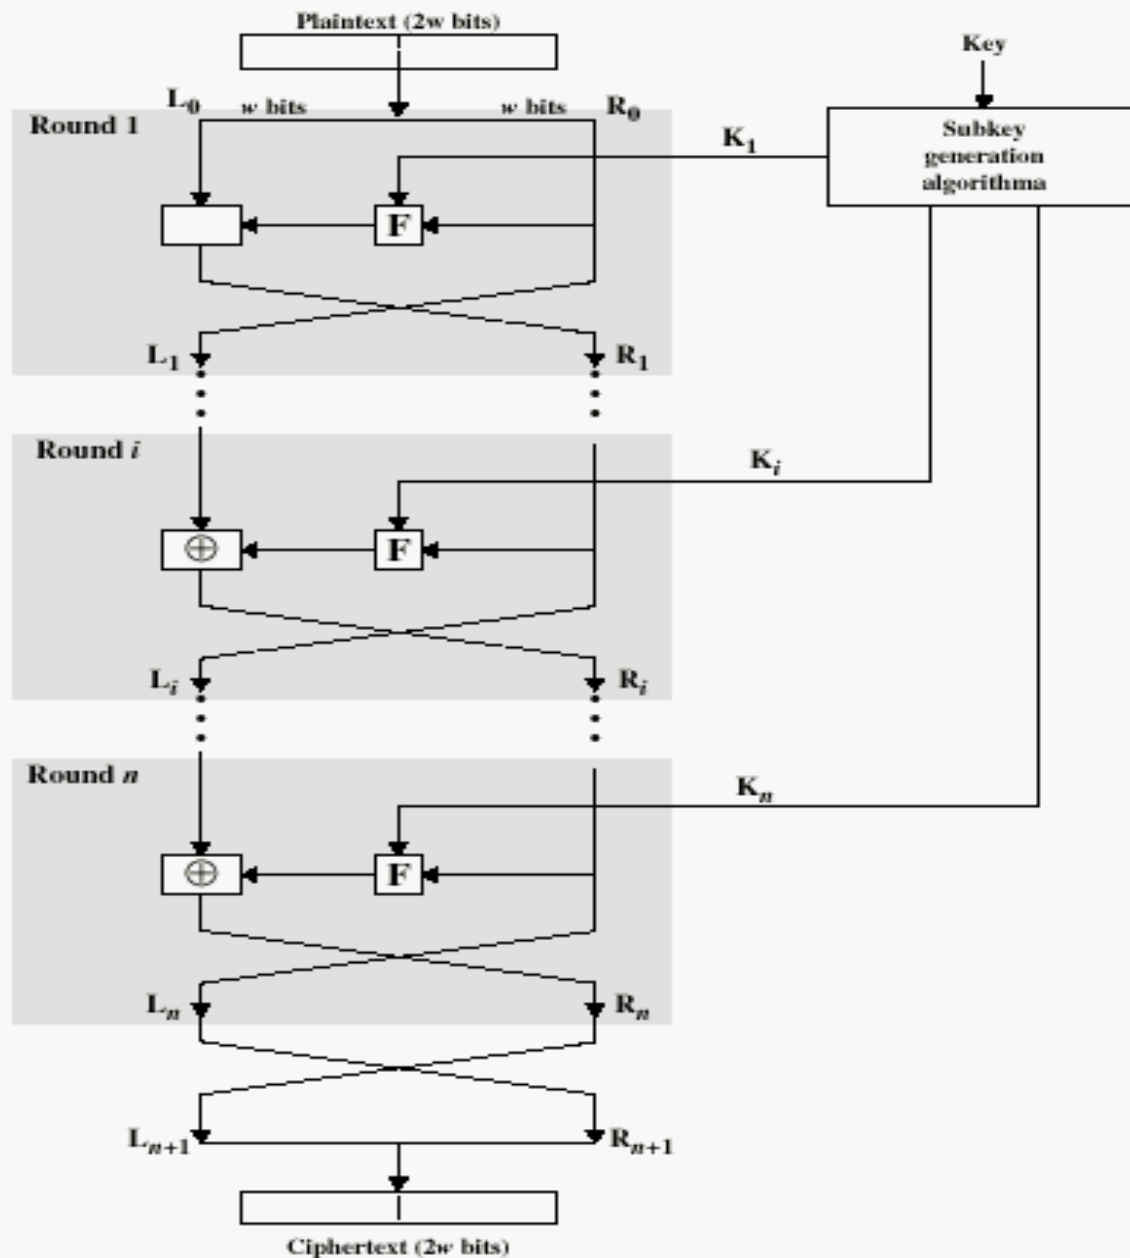 Plaintext (2w bits)
Key
L0 w bits w bits R0
Round 1
K1
Subkey
generation
algorithma
F
L1 R1
Round i
Ki
⊕ F
Li Ri
Round n
Kn
⊕ F
Ln Rn
Ln+1 Rn+1
Ciphertext (2w bits)